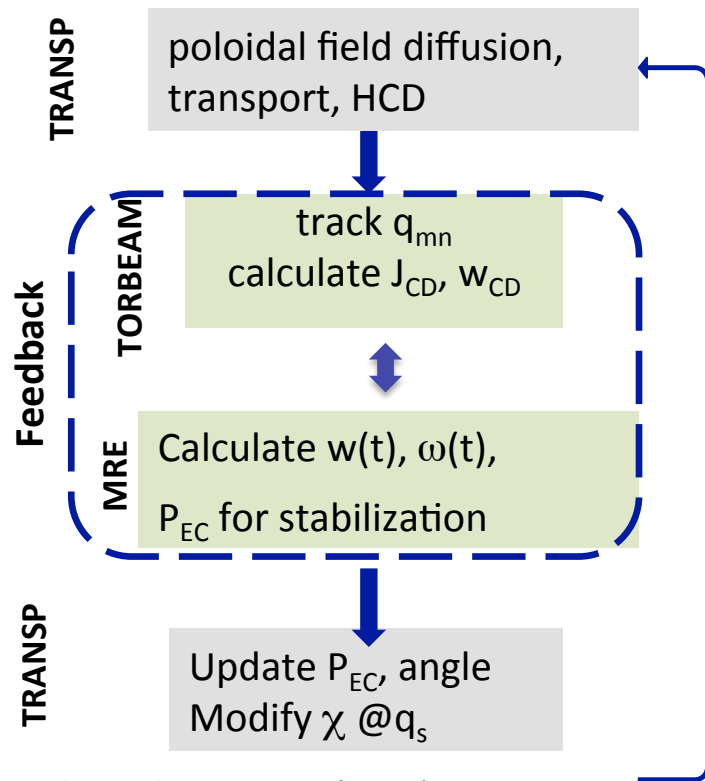 TRANSP
poloidal field diffusion,
transport, HCD
Feedback
TORBEAM
track qmn
calculate JCD, wCD
MRE
Calculate w(t), ω(t),
PEC for stabilization
TRANSP
Update PEC, angle
Modify χ @qs